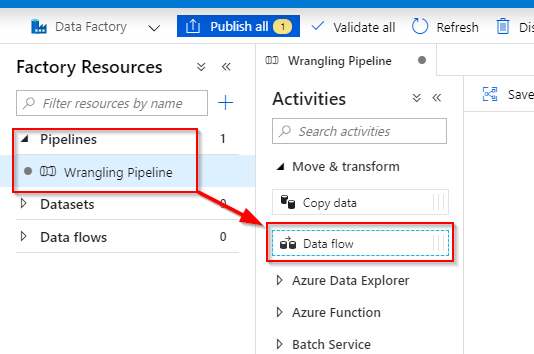 Data Factory
Publish all 1
Validate all
Refresh
Factory Resources
Filter resources by name
Pipelines 1
Wrangling Pipeline
Datasets
Data flows 0
Wrangling Pipeline
Save
Activities
Search activities
Move & transform
Copy data
Data flow
Azure Data Explorer
Azure Function
Batch Service